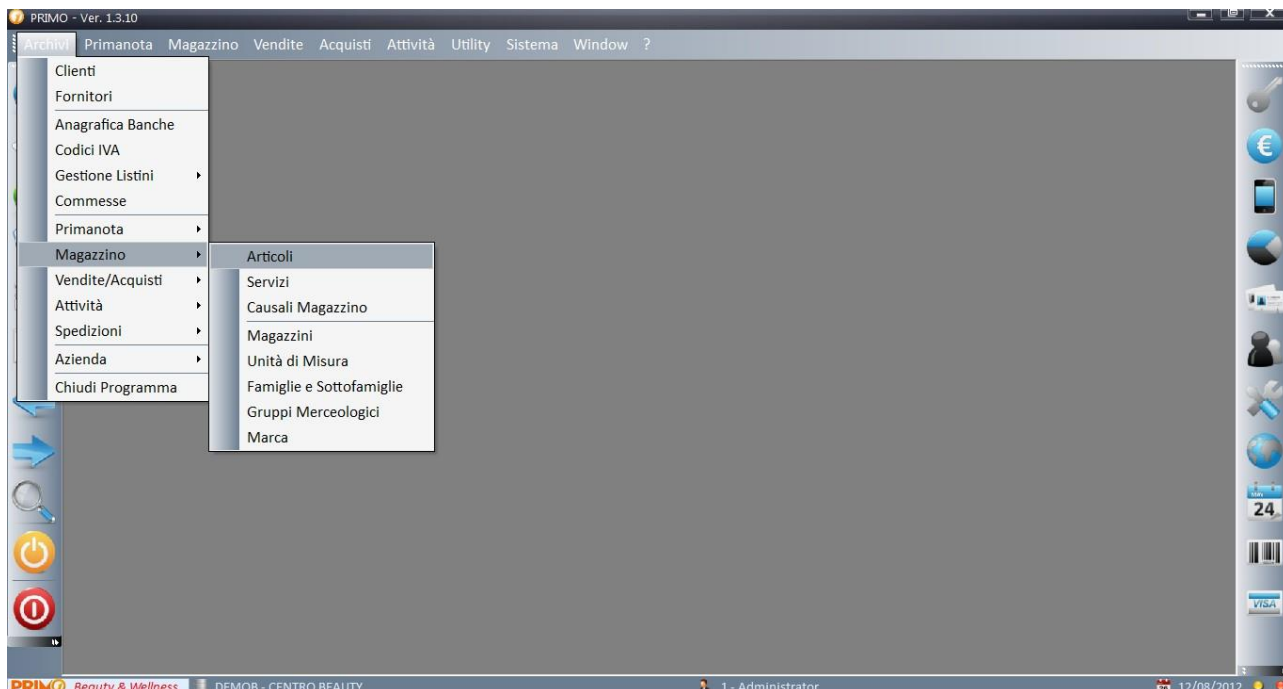 PRIMO - Ver. 1.3.10
Archivi Primanota Magazzino Vendite Acquisti Attività Utility Sistema Window ?
Clienti
Fornitori
Anagrafica Banche
Codici IVA
Gestione Listini
Commesse
Primanota
Magazzino
Vendite/Acquisti
Attività
Spedizioni
Azienda
Chiudi Programma
Articoli
Servizi
Causali Magazzino
Magazzini
Unità di Misura
Famiglie e Sottofamiglie
Gruppi Merceologici
Marca
24
VISA
PRIMO Beauty & Wellness DEMOB - CENTRO BEAUTY 1 - Administrator 12/08/2012